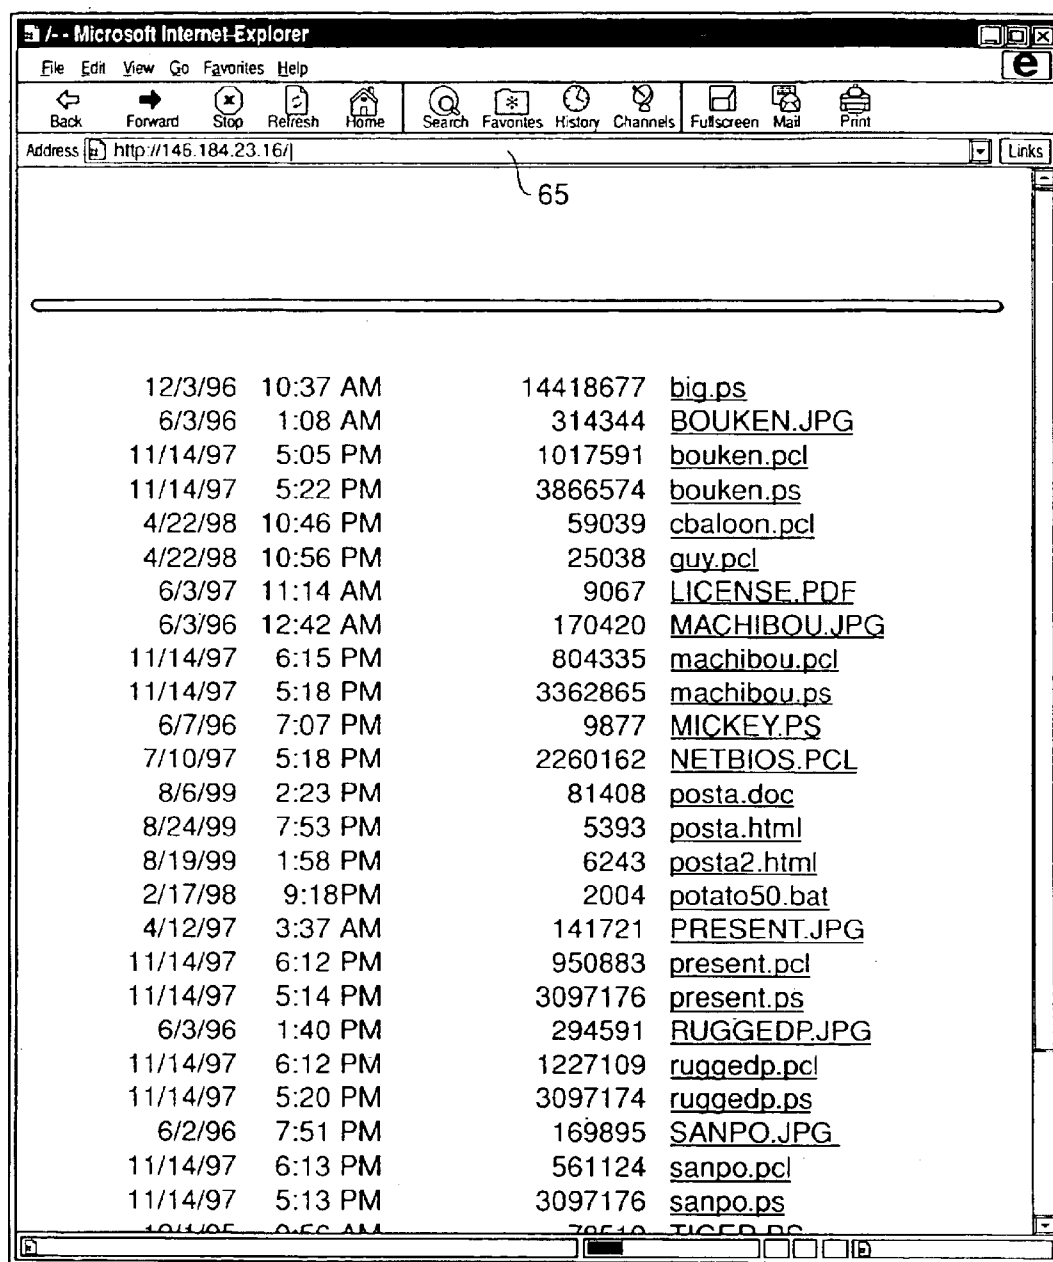 /- - Microsoft Internet Explorer
File Edit View Go Favorites Help
Back Forward Stop Refresh Home Search Favorites History Channels Fullscreen Mail Print
Address http://146.184.23.16/ Links
65
12/3/96 10:37 AM 14418677 big.ps
6/3/96 1:08 AM 314344 BOUKEN.JPG
11/14/97 5:05 PM 1017591 bouken.pcl
11/14/97 5:22 PM 3866574 bouken.ps
4/22/98 10:46 PM 59039 cbaloon.pcl
4/22/98 10:56 PM 25038 guy.pcl
6/3/97 11:14 AM 9067 LICENSE.PDF
6/3/96 12:42 AM 170420 MACHIBOU.JPG
11/14/97 6:15 PM 804335 machibou.pcl
11/14/97 5:18 PM 3362865 machibou.ps
6/7/96 7:07 PM 9877 MICKEY.PS
7/10/97 5:18 PM 2260162 NETBIOS.PCL
8/6/99 2:23 PM 81408 posta.doc
8/24/99 7:53 PM 5393 posta.html
8/19/99 1:58 PM 6243 posta2.html
2/17/98 9:18PM 2004 potato50.bat
4/12/97 3:37 AM 141721 PRESENT.JPG
11/14/97 6:12 PM 950883 present.pcl
11/14/97 5:14 PM 3097176 present.ps
6/3/96 1:40 PM 294591 RUGGEDP.JPG
11/14/97 6:12 PM 1227109 ruggedp.pcl
11/14/97 5:20 PM 3097174 ruggedp.ps
6/2/96 7:51 PM 169895 SANPO.JPG
11/14/97 6:13 PM 561124 sanpo.pcl
11/14/97 5:13 PM 3097176 sanpo.ps
AM TIGER.PS